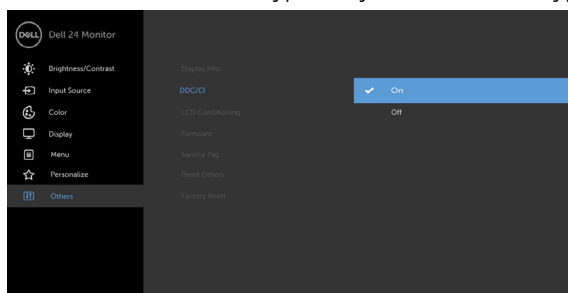 DELL Dell 24 Monitor
Brightness/Contrast
Display Info
Input Source
DDC/CI
On
Color
LCD Conditioning
Off
Display
Firmware
Menu
Service Tag
Personalize
Reset Others
Others
Factory Reset